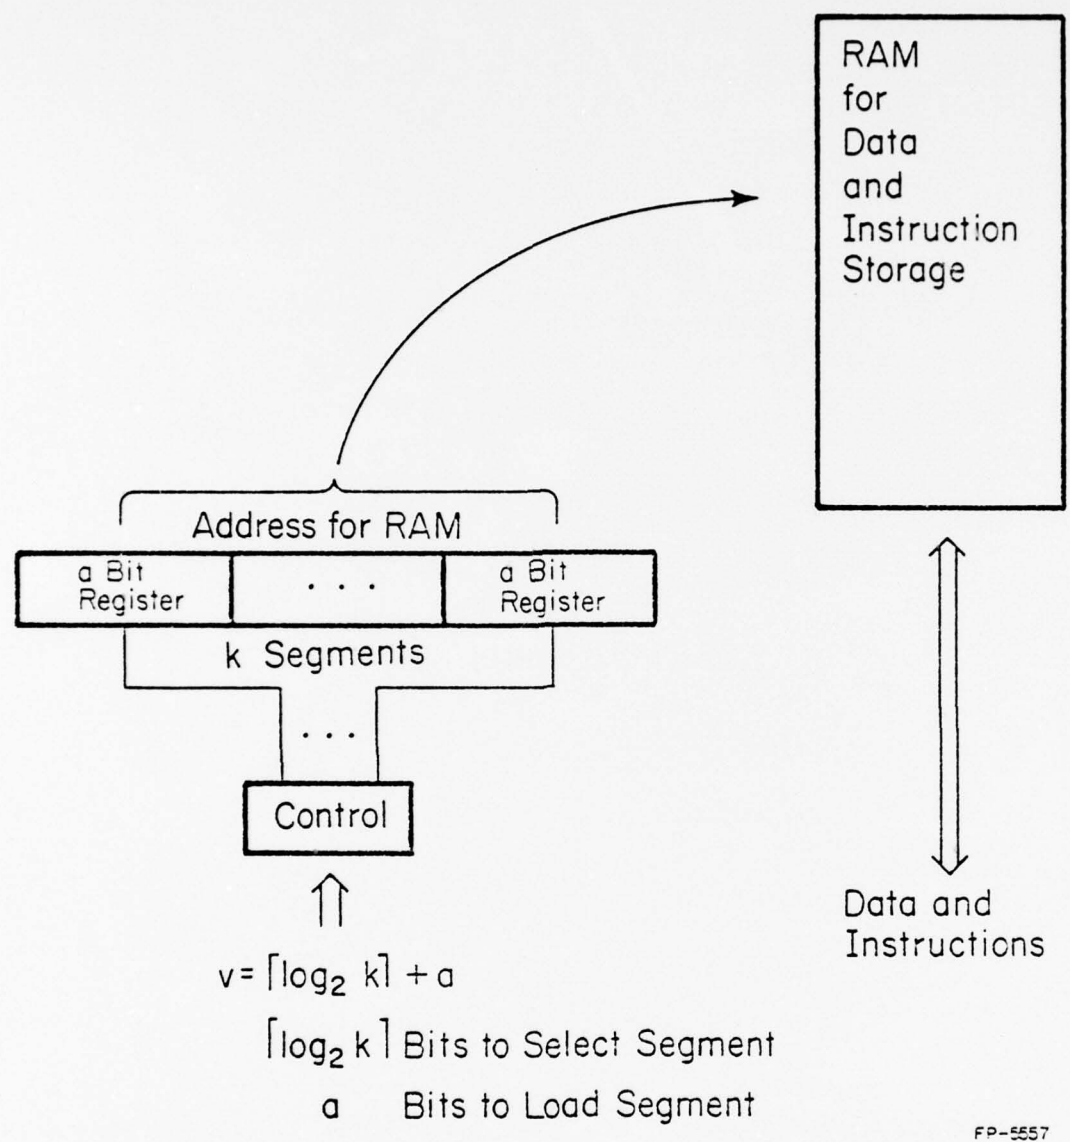 RAM
for
Data
and
Instruction
Storage
Address for RAM
a Bit
Register
. . .
a Bit
Register
k Segments
. . .
Control
v = ⌈log₂ k⌉ + a
⌈log₂ k⌉ Bits to Select Segment
a Bits to Load Segment
Data and
Instructions
FP-5557